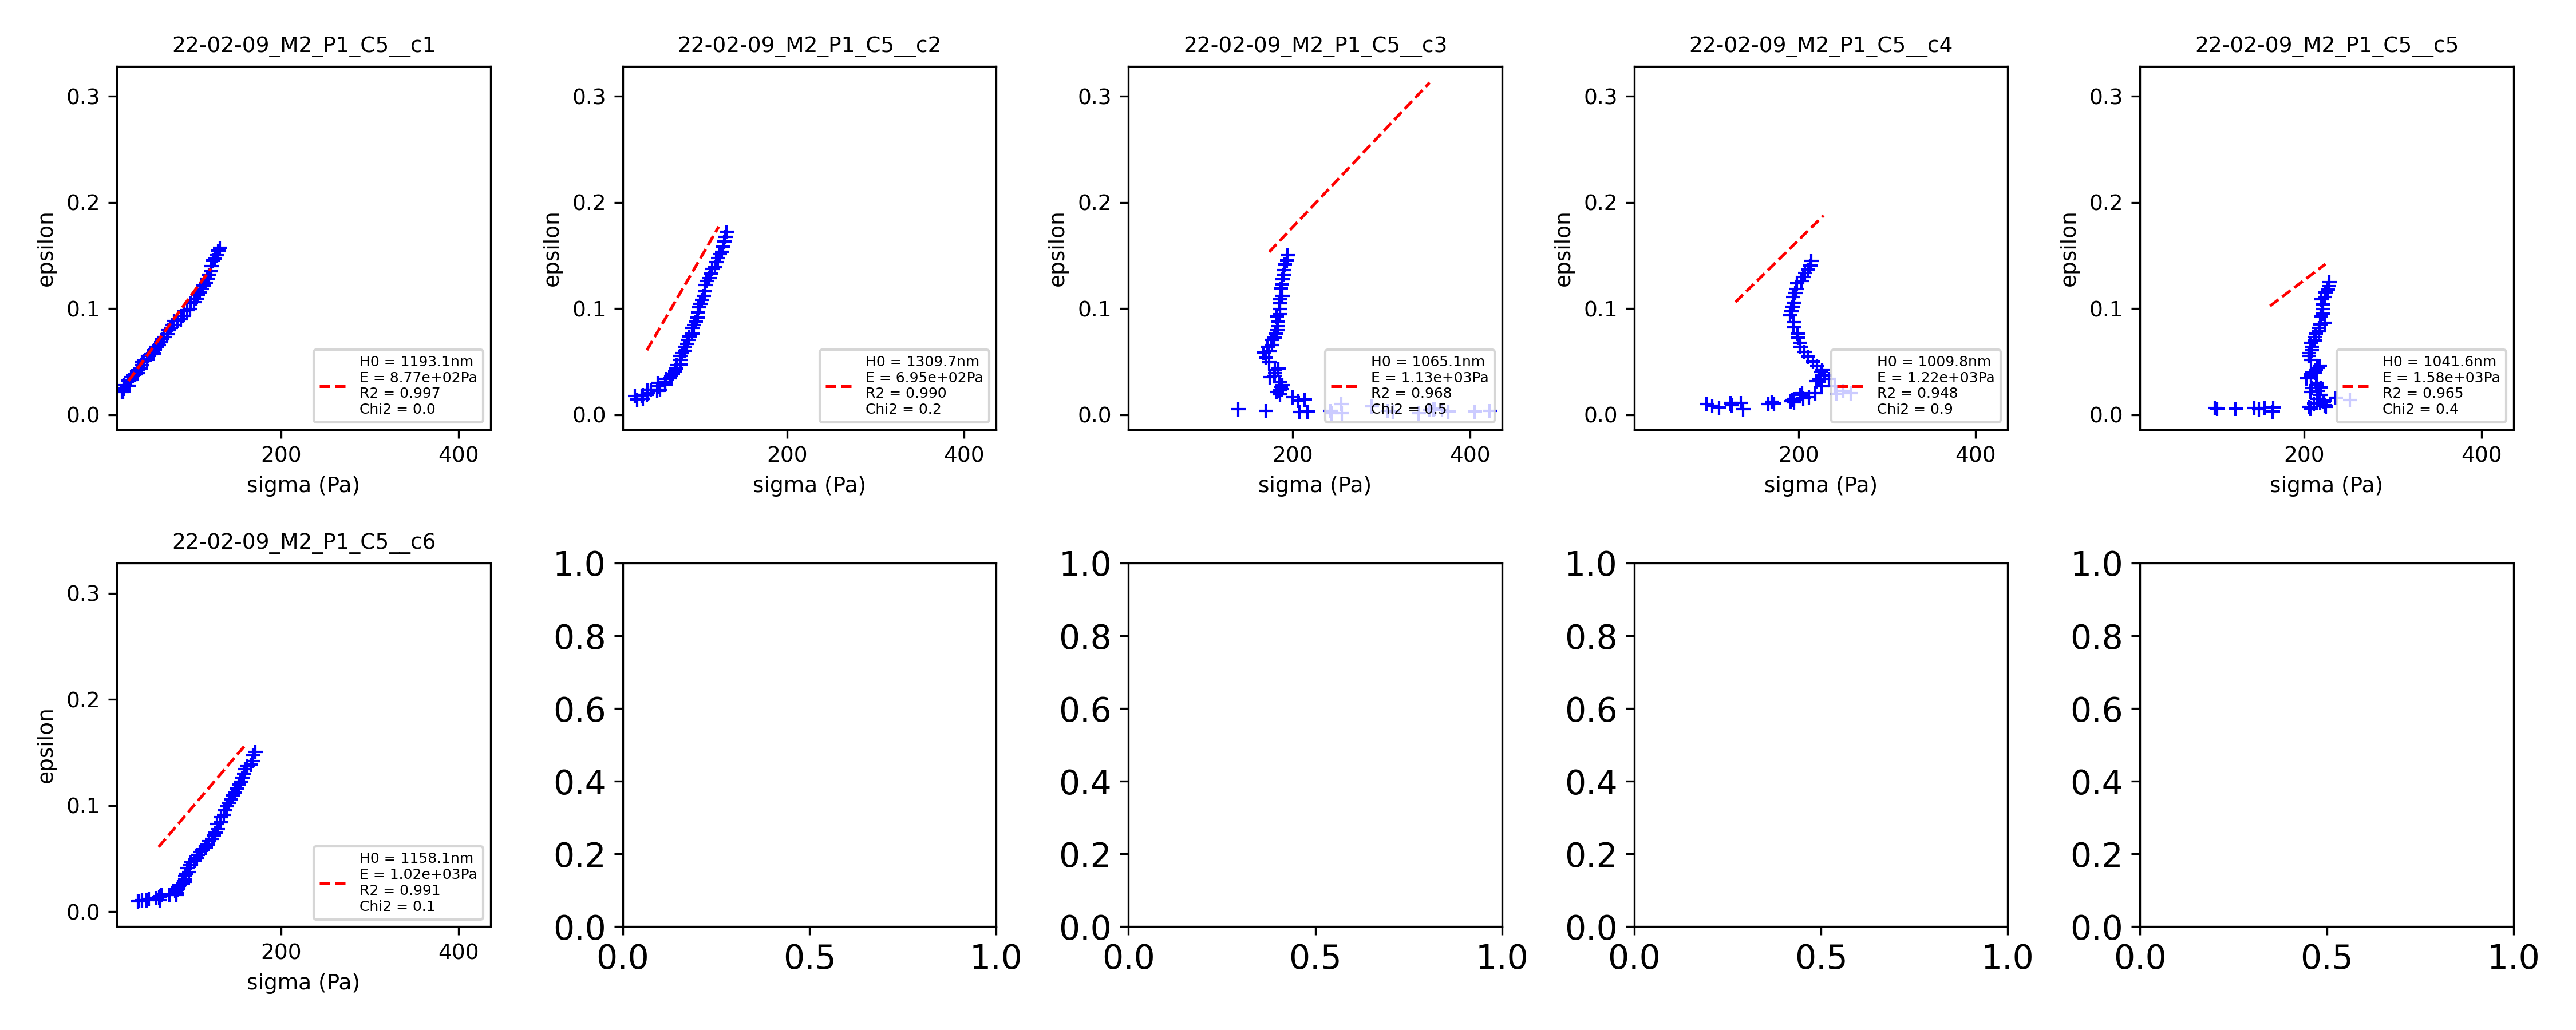 22-02-09_M2_P1_C5__c1
0.3
0.2
0.1
0.0
epsilon
200
400
sigma (Pa)
H0 = 1193.1nm
E = 8.77e+02Pa
R2 = 0.997
Chi2 = 0.0
22-02-09_M2_P1_C5__c2
0.3
0.2
0.1
0.0
epsilon
200
400
sigma (Pa)
H0 = 1309.7nm
E = 6.95e+02Pa
R2 = 0.990
Chi2 = 0.2
22-02-09_M2_P1_C5__c3
0.3
0.2
0.1
0.0
epsilon
200
400
sigma (Pa)
H0 = 1065.1nm
E = 1.13e+03Pa
R2 = 0.968
Chi2 = 0.5
22-02-09_M2_P1_C5__c4
0.3
0.2
0.1
0.0
epsilon
200
400
sigma (Pa)
H0 = 1009.8nm
E = 1.22e+03Pa
R2 = 0.948
Chi2 = 0.9
22-02-09_M2_P1_C5__c5
0.3
0.2
0.1
0.0
epsilon
200
400
sigma (Pa)
H0 = 1041.6nm
E = 1.58e+03Pa
R2 = 0.965
Chi2 = 0.4
22-02-09_M2_P1_C5__c6
0.3
0.2
0.1
0.0
epsilon
200
400
sigma (Pa)
H0 = 1158.1nm
E = 1.02e+03Pa
R2 = 0.991
Chi2 = 0.1
1.0
0.8
0.6
0.4
0.2
0.0
0.0
0.5
1.0
1.0
0.8
0.6
0.4
0.2
0.0
0.0
0.5
1.0
1.0
0.8
0.6
0.4
0.2
0.0
0.0
0.5
1.0
1.0
0.8
0.6
0.4
0.2
0.0
0.0
0.5
1.0